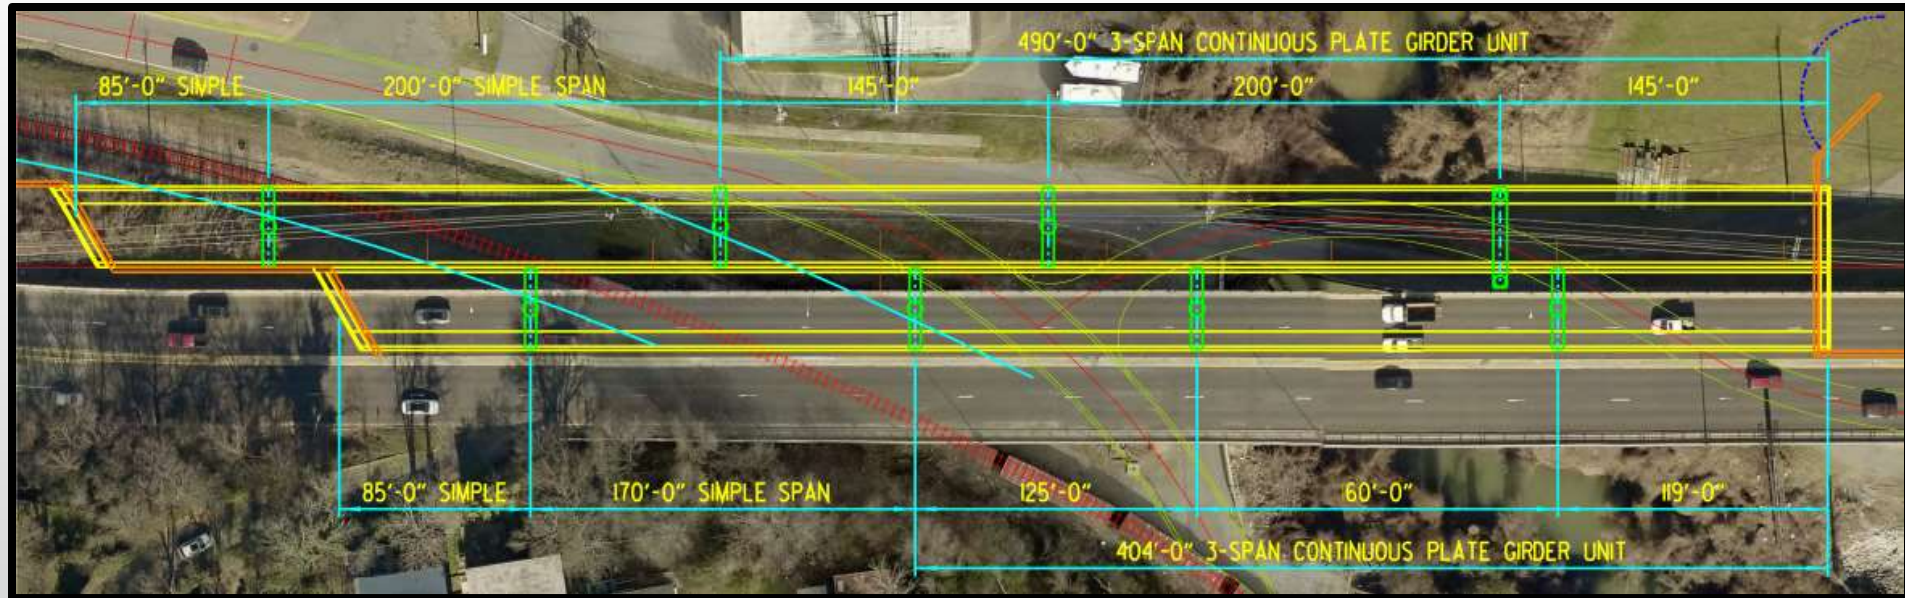 490'-0" 3-SPAN CONTINUOUS PLATE GIRDER UNIT
85'-0" SIMPLE 200'-0" SIMPLE SPAN 145'-0" 200'-0" 145'-0"
85'-0" SIMPLE 170'-0" SIMPLE SPAN 125'-0" 160'-0" 119'-0"
404'-0" 3-SPAN CONTINUOUS PLATE GIRDER UNIT